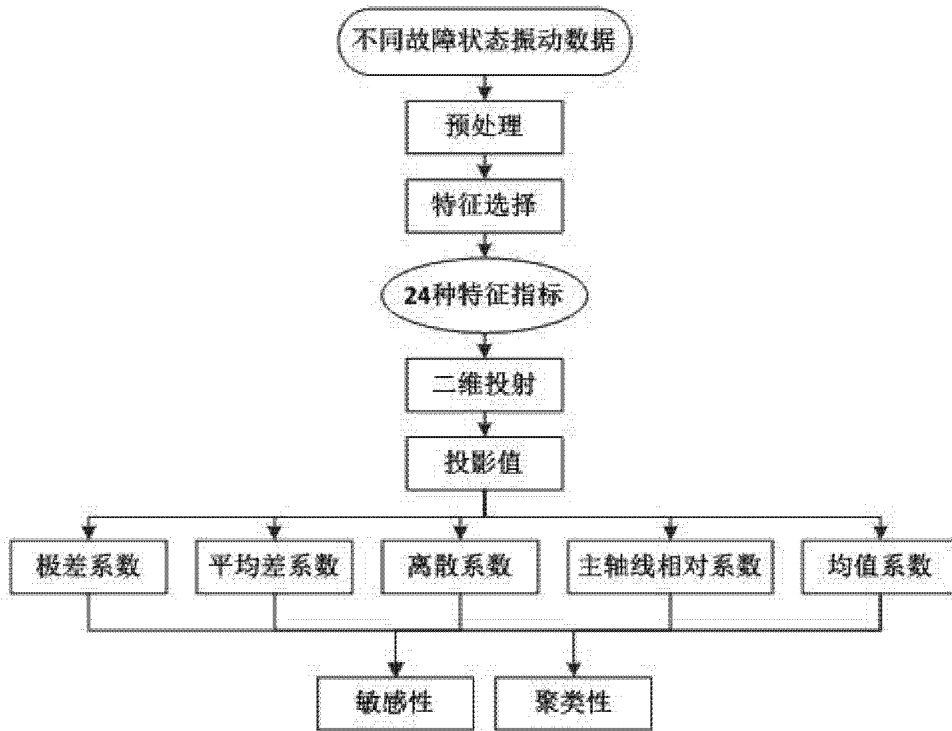 不同故障状态振动数据
预处理
特征选择
24种特征指标
二维投射
投影值
极差系数
平均差系数
离散系数
主轴线相对系数
均值系数
敏感性
聚类性